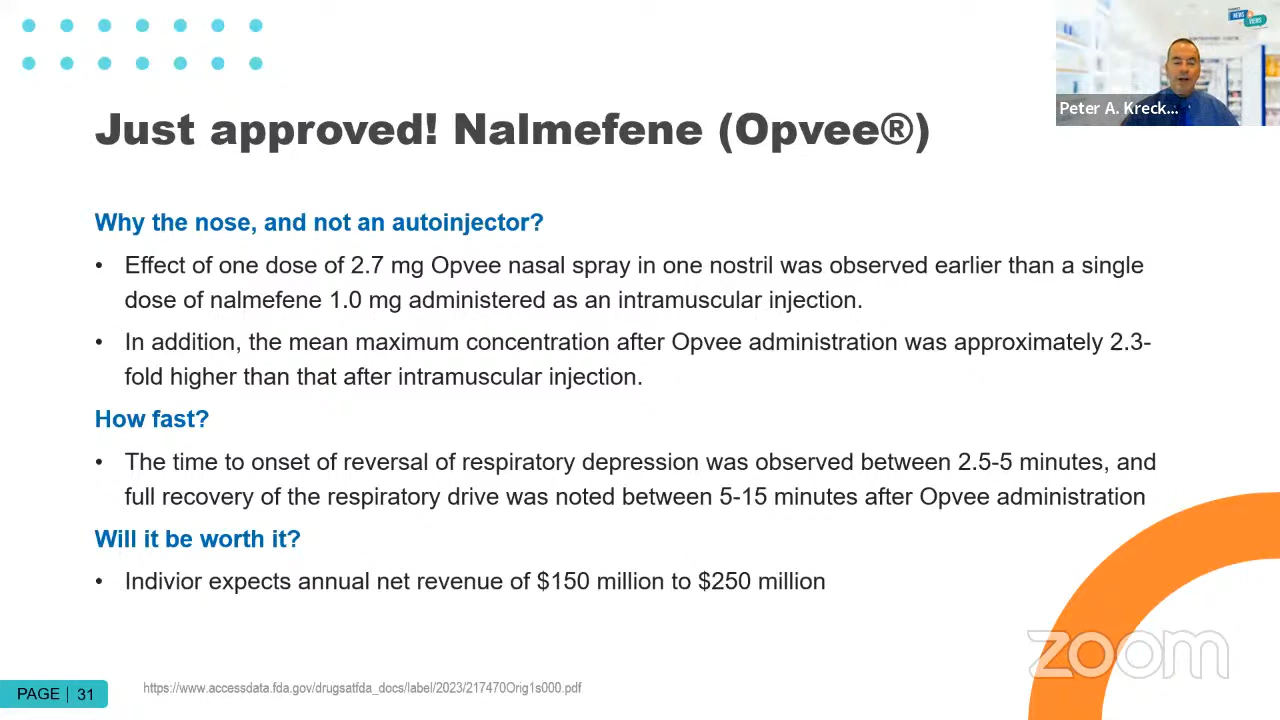 NEWS
VIEWS
Peter A. Kreck...
Just approved! Nalmefene (Opvee®)
Why the nose, and not an autoinjector?
• Effect of one dose of 2.7 mg Opvee nasal spray in one nostril was observed earlier than a single
dose of nalmefene 1.0 mg administered as an intramuscular injection.
• In addition, the mean maximum concentration after Opvee administration was approximately 2.3-
fold higher than that after intramuscular injection.
How fast?
• The time to onset of reversal of respiratory depression was observed between 2.5-5 minutes, and
full recovery of the respiratory drive was noted between 5-15 minutes after Opvee administration
Will it be worth it?
• Indivior expects annual net revenue of $150 million to $250 million
zoom
PAGE | 31
https://www.accessdata.fda.gov/drugsatfda_docs/label/2023/217470Orig1s000.pdf